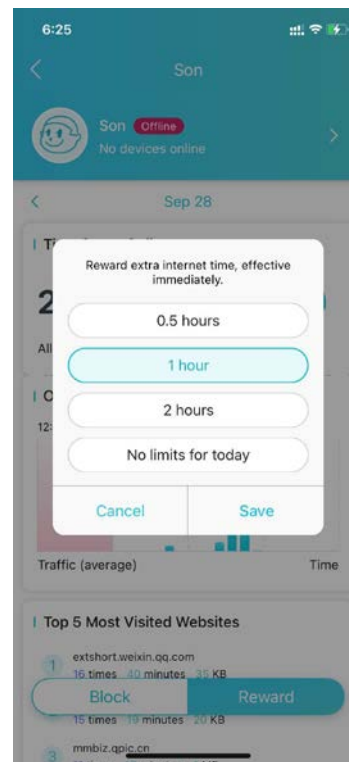 6:25
Son
Son Offline
No devices online
Sep 28
Reward extra internet time, effective
immediately.
0.5 hours
1 hour
2 hours
No limits for today
Cancel Save
2
All
12:
Traffic (average) Time
Top 5 Most Visited Websites
1 extshort.weixin.qq.com
16 times 40 minutes 35 KB
Block Reward
15 times 19 minutes 20 KB
3 mmbiz.qpic.cn